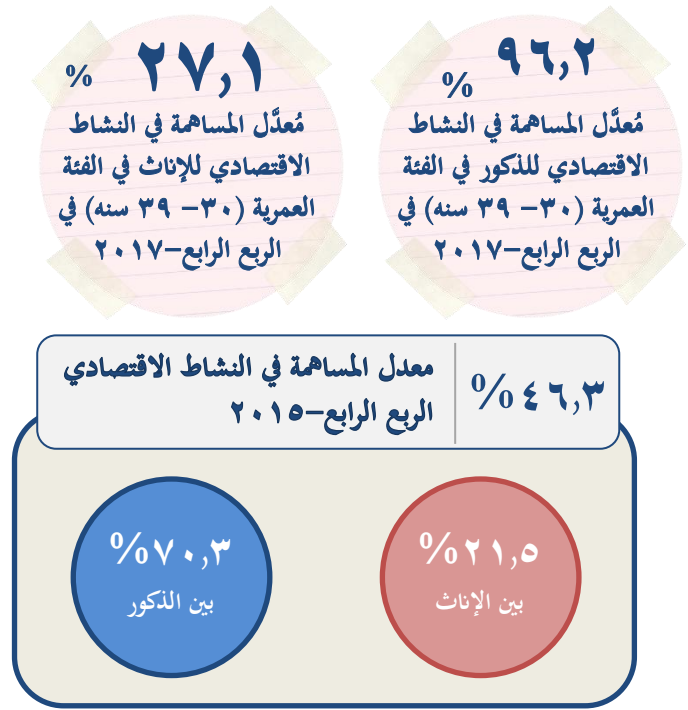 ٩٦,٢ %
مُعدَّل المساهمة في النشاط
الاقتصادي للذكور في الفئة
العمرية (٣٠– ٣٩ سنه) في
الربع الرابع–٢٠١٧
٢٧,١ %
مُعدَّل المساهمة في النشاط
الاقتصادي للإناث في الفئة
العمرية (٣٠– ٣٩ سنه) في
الربع الرابع–٢٠١٧
%٤٦,٣
معدل المساهمة في النشاط الاقتصادي
الربع الرابع–٢٠١٥
%٢١,٥
بين الإناث
%٧٠,٣
بين الذكور